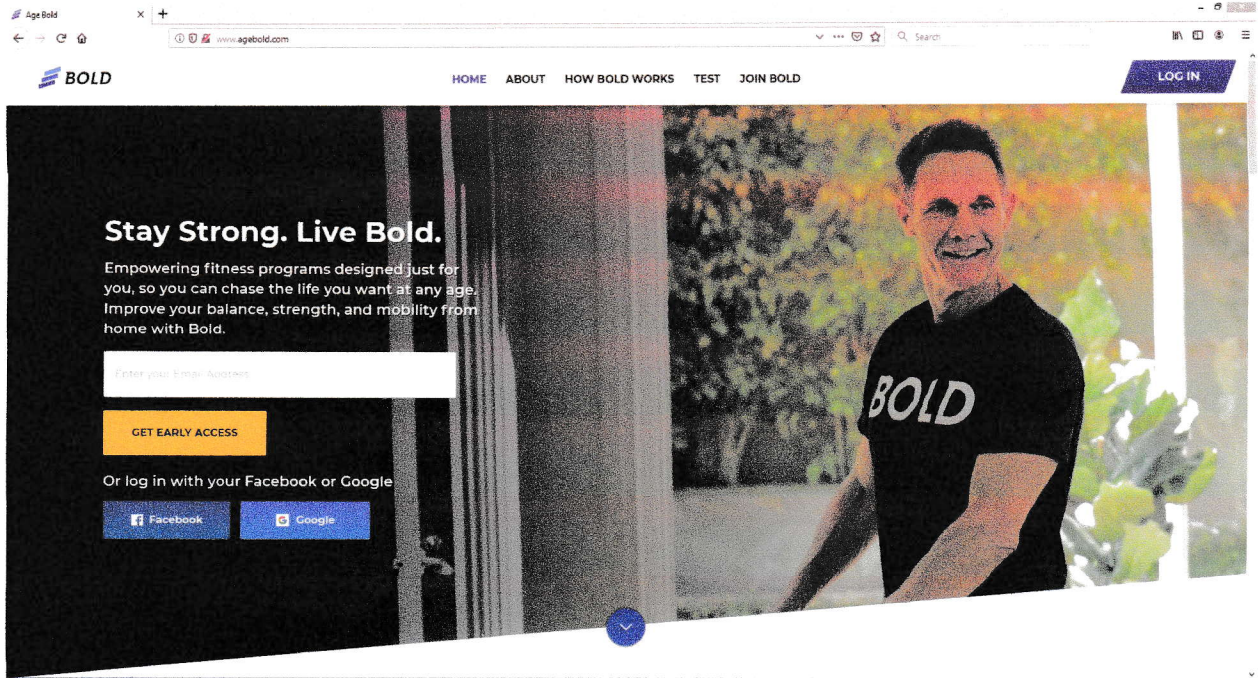 Age Bold
www.agebold.com
Search
BOLD
HOME ABOUT HOW BOLD WORKS TEST JOIN BOLD
LOG IN
Stay Strong. Live Bold.
Empowering fitness programs designed just for
you, so you can chase the life you want at any age.
Improve your balance, strength, and mobility from
home with Bold.
Enter your Email Address
GET EARLY ACCESS
Or log in with your Facebook or Google
Facebook
Google
BOLD